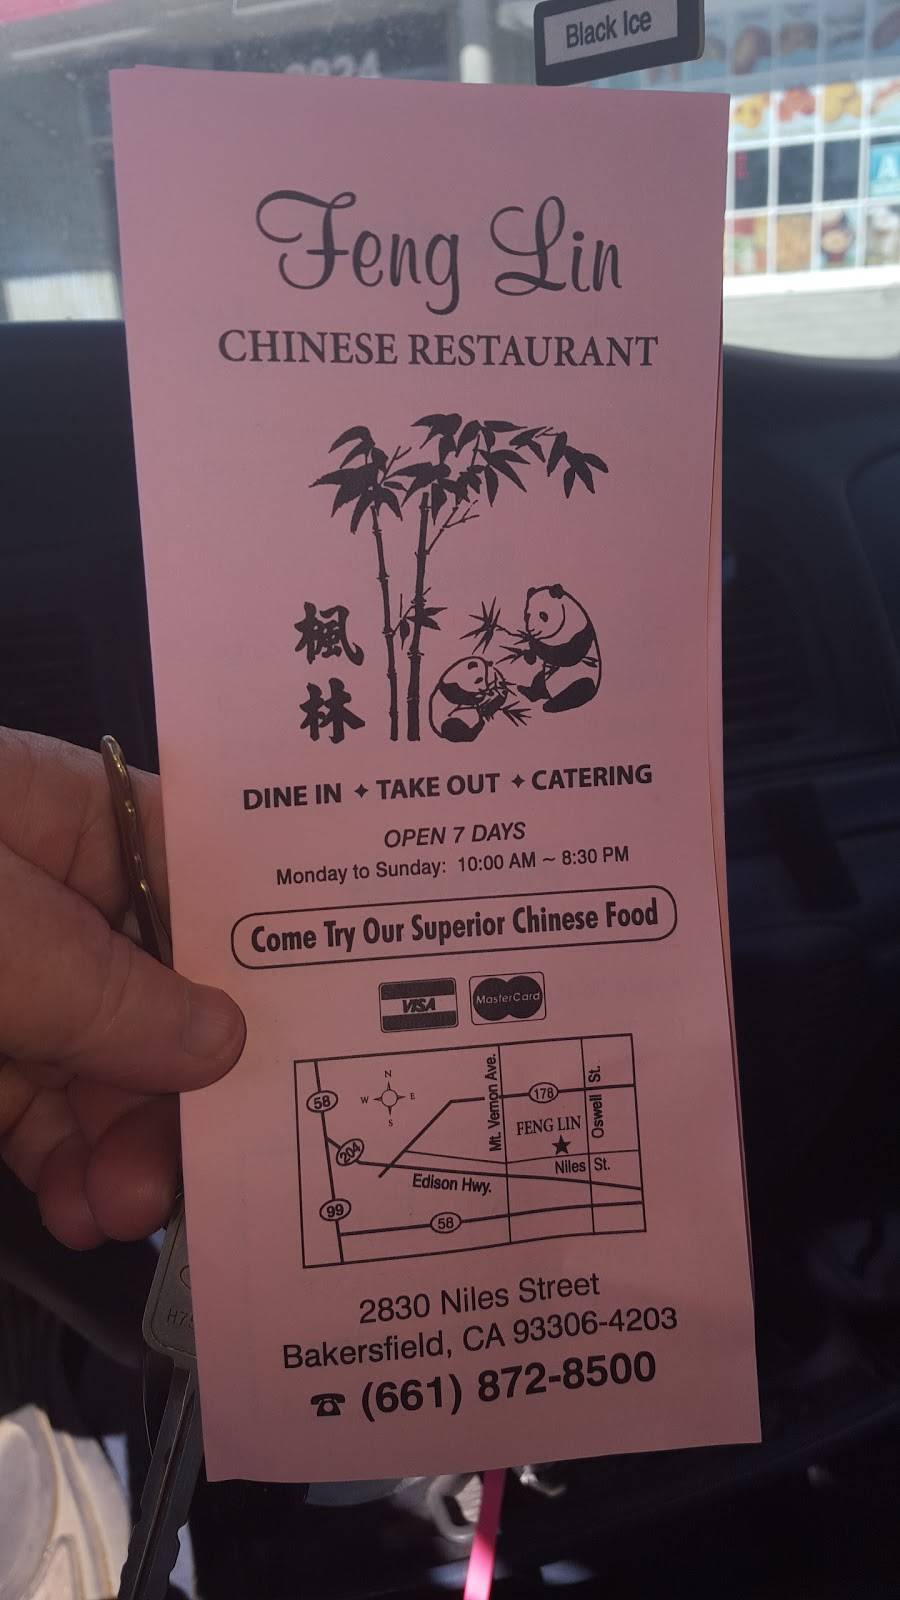 Black Ice
Feng Lin
CHINESE RESTAURANT
楓
林
DINE IN ✦ TAKE OUT ✦ CATERING
OPEN 7 DAYS
Monday to Sunday: 10:00 AM ~ 8:30 PM
Come Try Our Superior Chinese Food
VISA
MasterCard
N
W E
S
58
204
99
58
178
Mt. Vernon Ave.
Oswell St.
FENG LIN
Niles St.
Edison Hwy.
2830 Niles Street
Bakersfield, CA 93306-4203
☎ (661) 872-8500